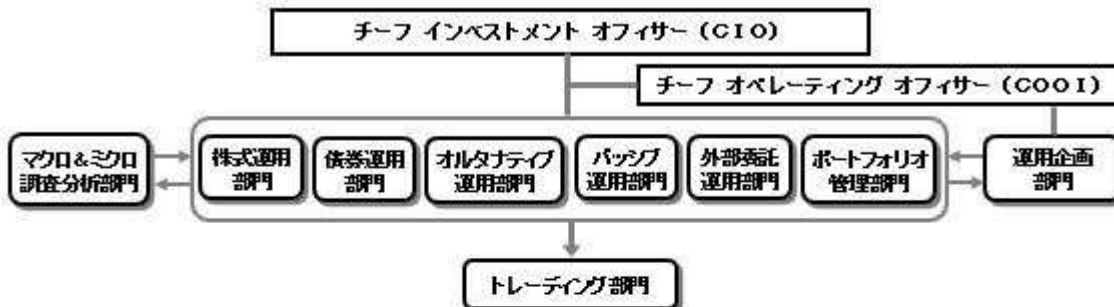 チーフ インベストメント オフィサー (CIO)
チーフ オペレーティング オフィサー (COOI)
マクロ&ミクロ
調査分析部門
株式運用
部門
債券運用
部門
オルタナティブ
運用部門
パッシブ
運用部門
外部委託
運用部門
ポートフォリオ
管理部門
運用企画
部門
トレーディング部門